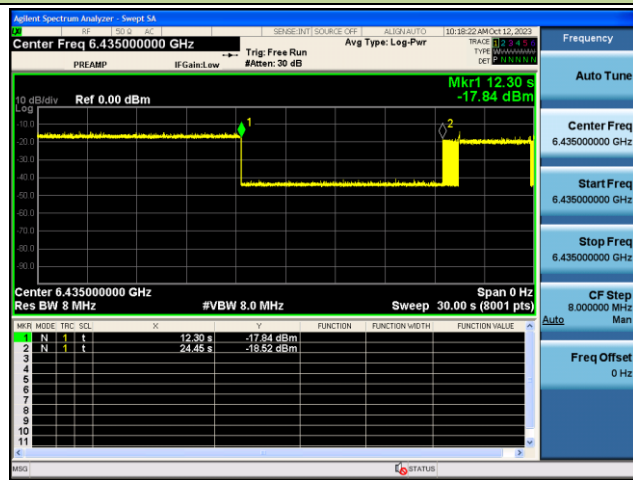 Agilent Spectrum Analyzer - Swept SA
RF 50 Ω AC SENSE:INT SOURCE OFF ALIGNAUTO 10:18:22 AM Oct 12, 2023
Center Freq 6.435000000 GHz Avg Type: Log-Pwr TRACE 1 2 3 4 5 6
Trig: Free Run TYPE
PREAMP IFGain:Low #Atten: 30 dB DET P N N N N N
Mkr1 12.30 s
-17.84 dBm
10 dB/div Ref 0.00 dBm
Log
-10.0
-20.0
-30.0
-40.0
-50.0
-60.0
-70.0
-80.0
-90.0
1
2
Center 6.435000000 GHz Span 0 Hz
Res BW 8 MHz #VBW 8.0 MHz Sweep 30.00 s (8001 pts)
MKR MODE TRC SCL X Y FUNCTION FUNCTION WIDTH FUNCTION VALUE
1 N 1 t 12.30 s -17.84 dBm
2 N 1 t 24.45 s -18.52 dBm
3
4
5
6
7
8
9
10
11
MSG STATUS
Frequency
Auto Tune
Center Freq
6.435000000 GHz
Start Freq
6.435000000 GHz
Stop Freq
6.435000000 GHz
CF Step
8.000000 MHz
Auto Man
Freq Offset
0 Hz